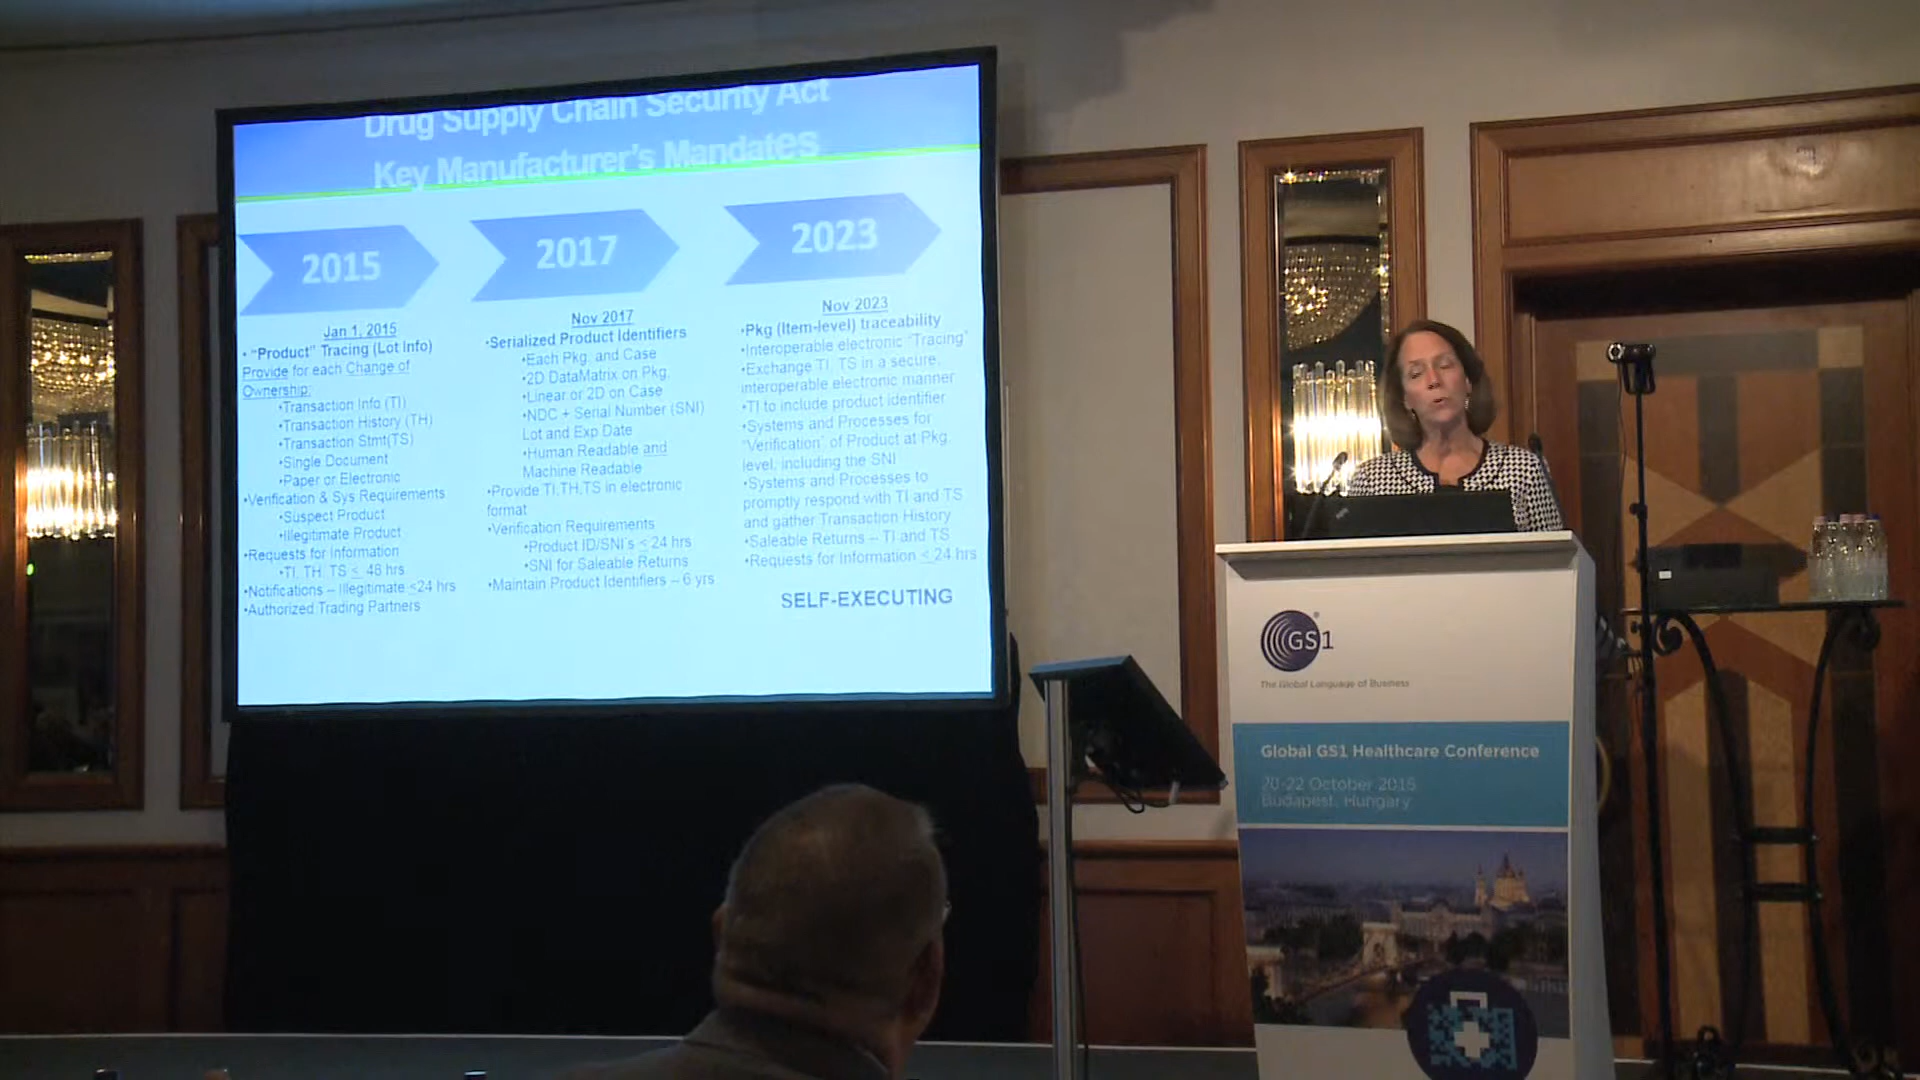 Drug Supply Chain Security Act
Key Manufacturer's Mandates
2015
Jan 1, 2015
• "Product" Tracing (Lot Info)
Provide for each Change of
Ownership:
•Transaction Info (TI)
•Transaction History (TH)
•Transaction Stmt(TS)
•Single Document
•Paper or Electronic
•Verification & Sys Requirements
•Suspect Product
•Illegitimate Product
•Requests for Information
•TI, TH, TS < 48 hrs
•Notifications – Illegitimate <24 hrs
•Authorized Trading Partners
2017
Nov 2017
•Serialized Product Identifiers
•Each Pkg. and Case
•2D DataMatrix on Pkg.
•Linear or 2D on Case
•NDC + Serial Number (SNI)
Lot and Exp Date
•Human Readable and
Machine Readable
•Provide TI,TH,TS in electronic
format
•Verification Requirements
•Product ID/SNI's < 24 hrs
•SNI for Saleable Returns
•Maintain Product Identifiers – 6 yrs
2023
Nov 2023
•Pkg (Item-level) traceability
•Interoperable electronic "Tracing"
•Exchange TI, TS in a secure,
interoperable electronic manner
•TI to include product identifier
•Systems and Processes for
"Verification" of Product at Pkg.
level, including the SNI
•Systems and Processes to
promptly respond with TI and TS
and gather Transaction History
•Saleable Returns – TI and TS
•Requests for Information < 24 hrs
SELF-EXECUTING
GS1
®
The Global Language of Business
Global GS1 Healthcare Conference
20-22 October 2015
Budapest, Hungary